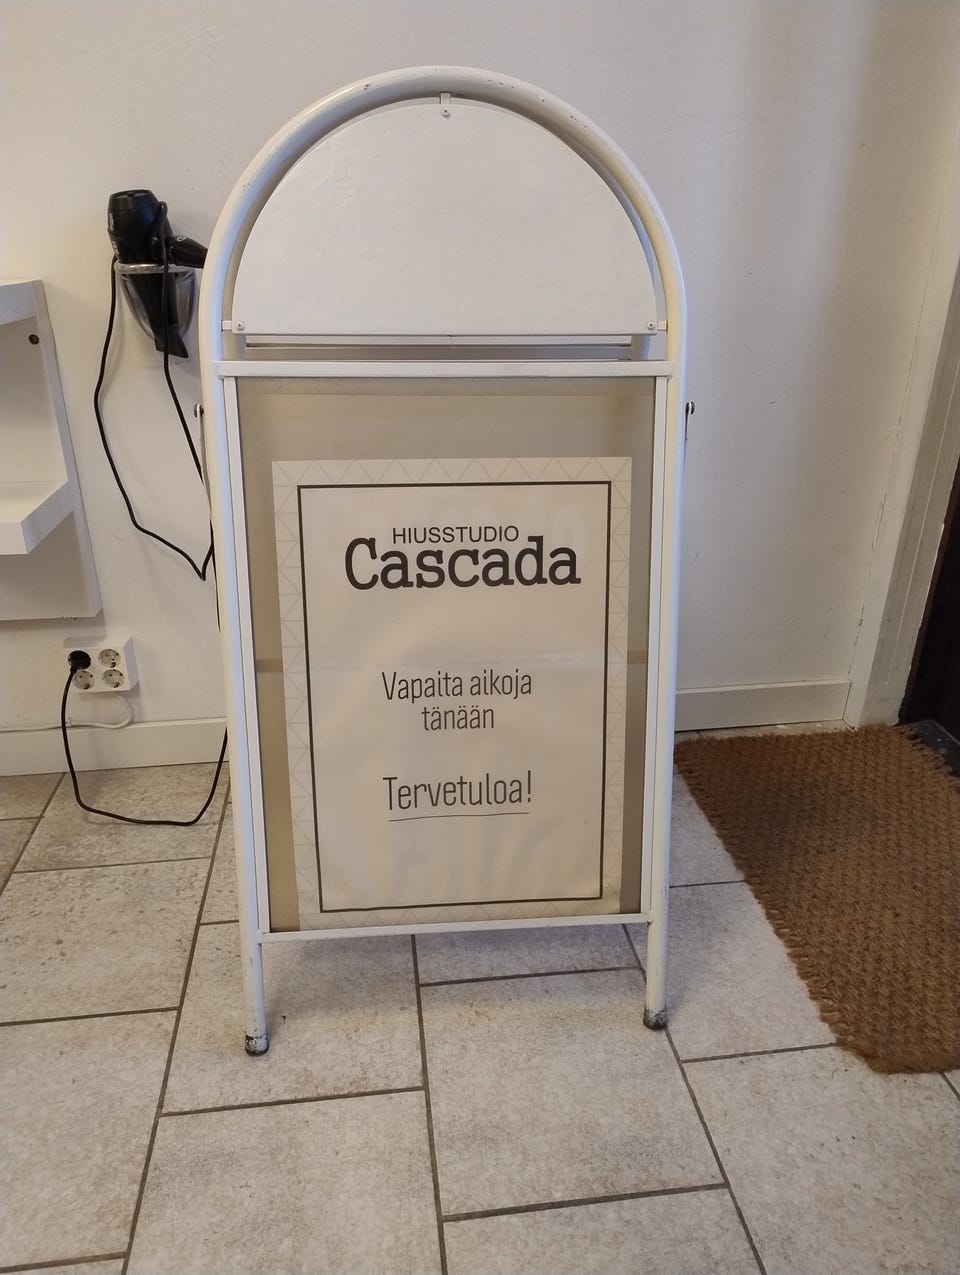 HIUSSTUDIO
Cascada
Vapaita aikoja
tänään
Tervetuloa!